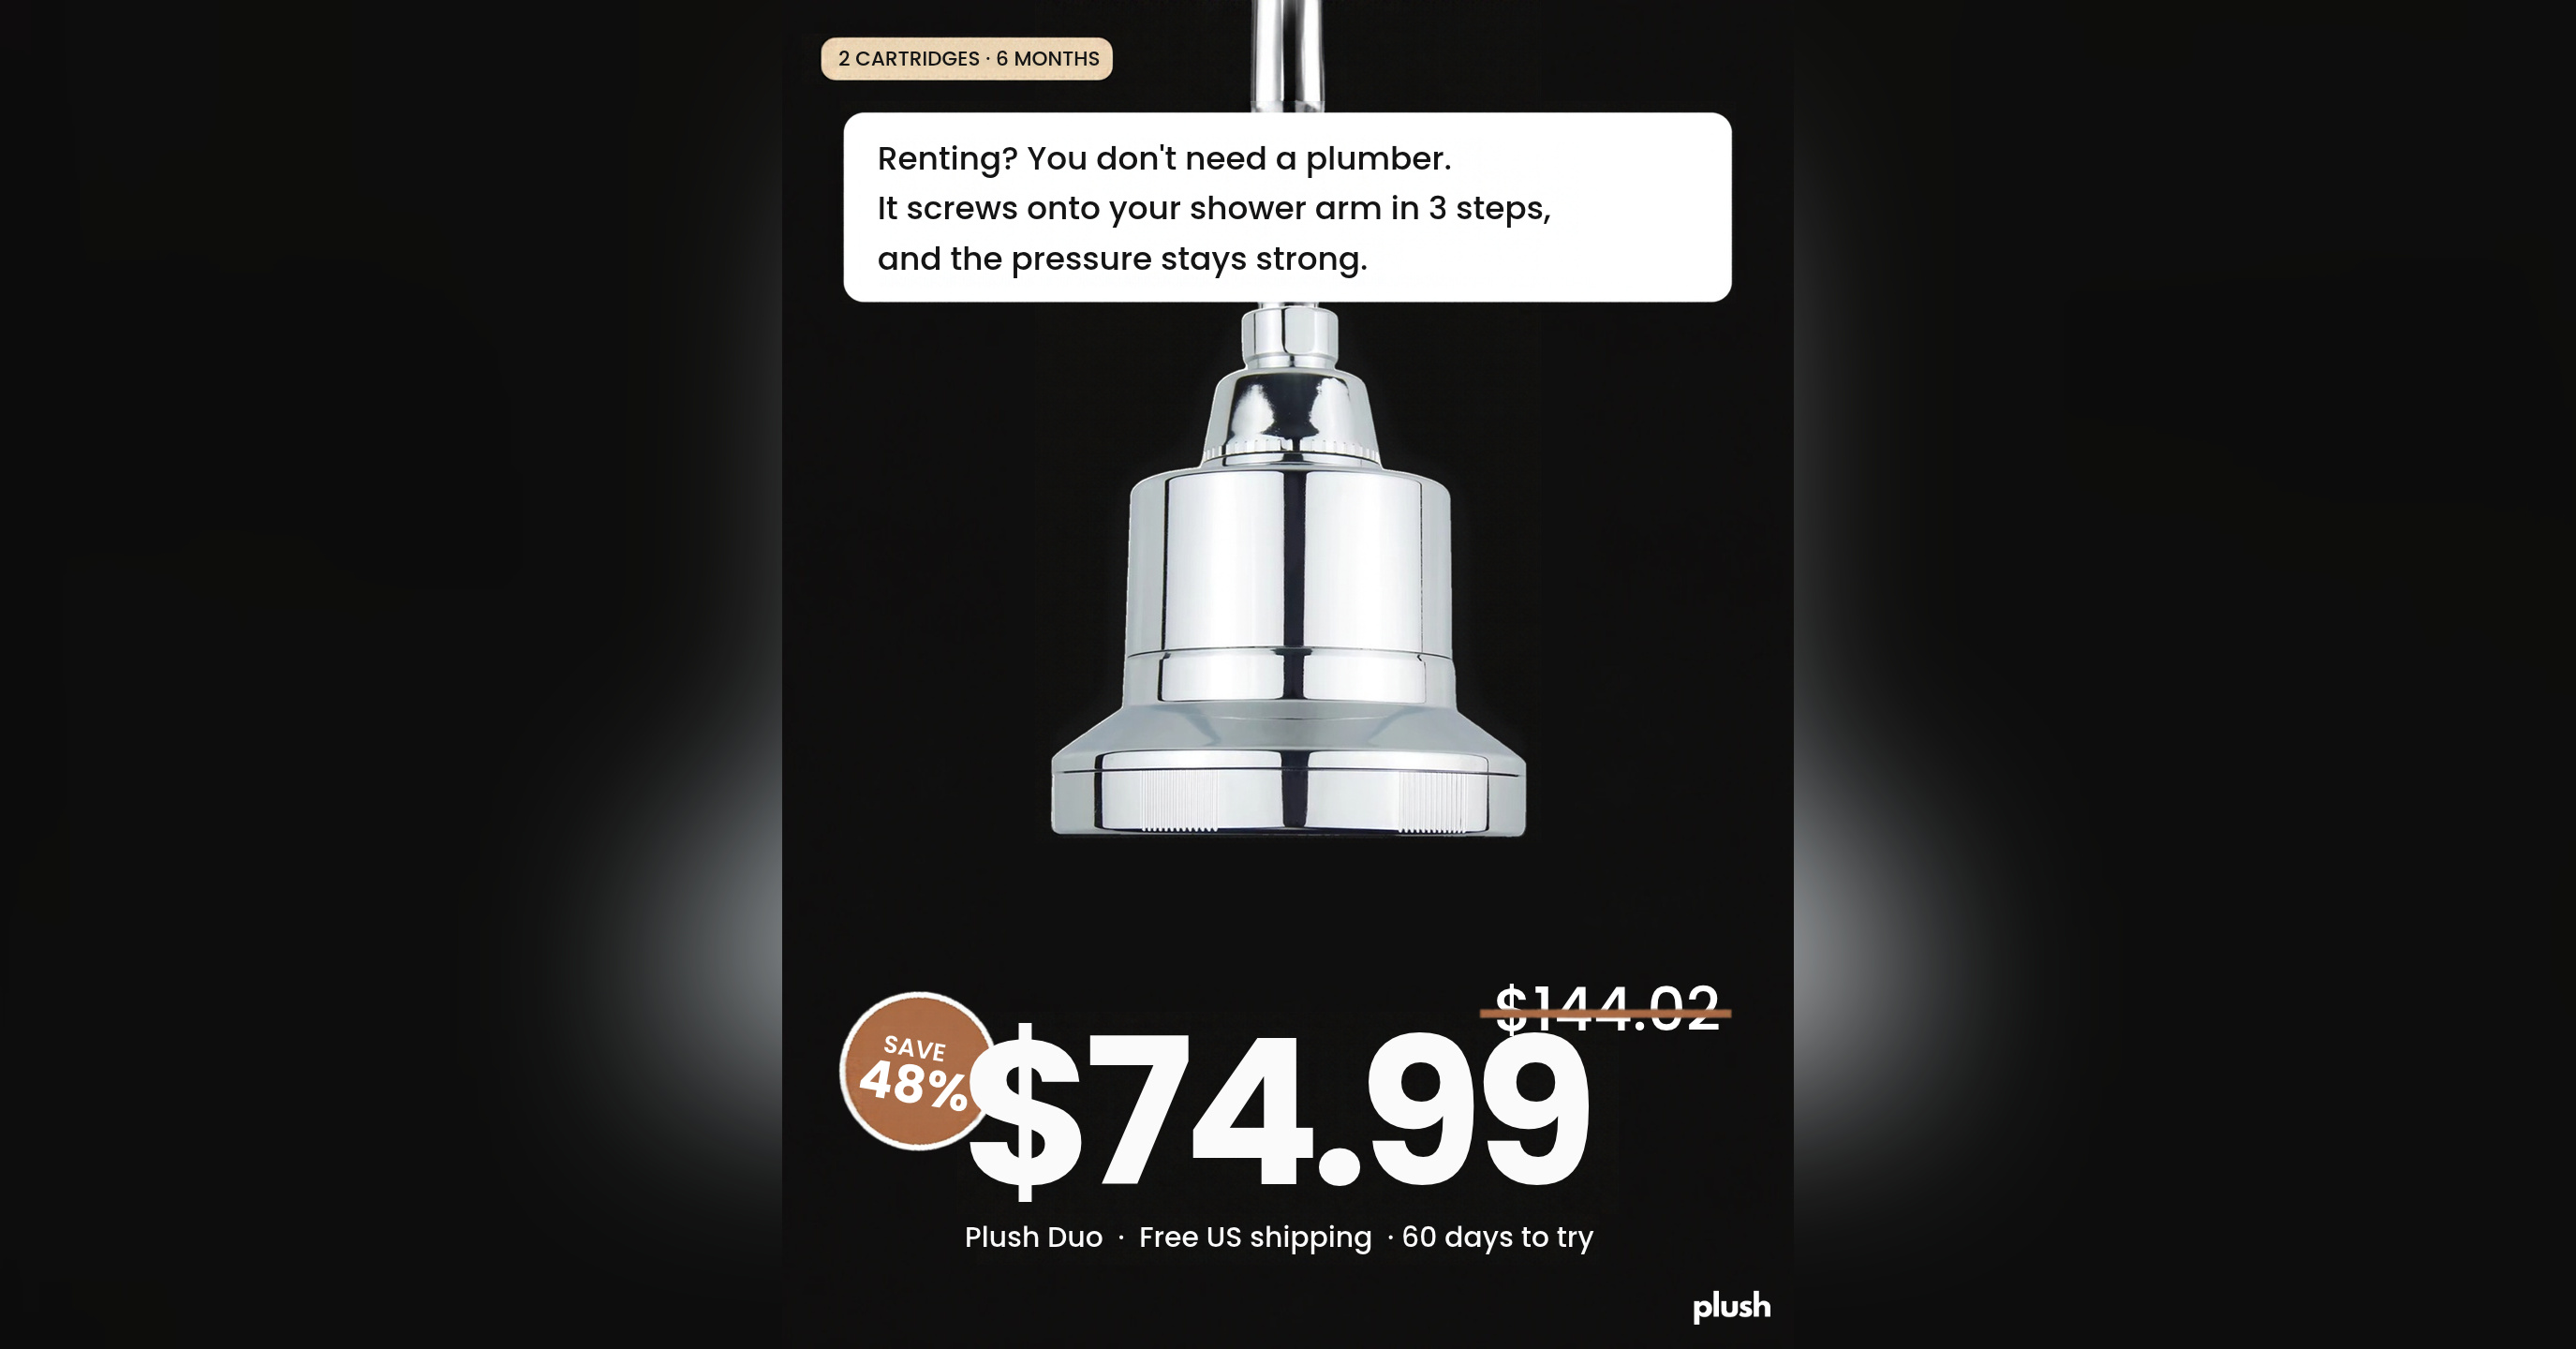 2 CARTRIDGES · 6 MONTHS
Renting? You don't need a plumber.
It screws onto your shower arm in 3 steps,
and the pressure stays strong.
$144.02
SAVE
48%
$74.99
Plush Duo · Free US shipping · 60 days to try
plush